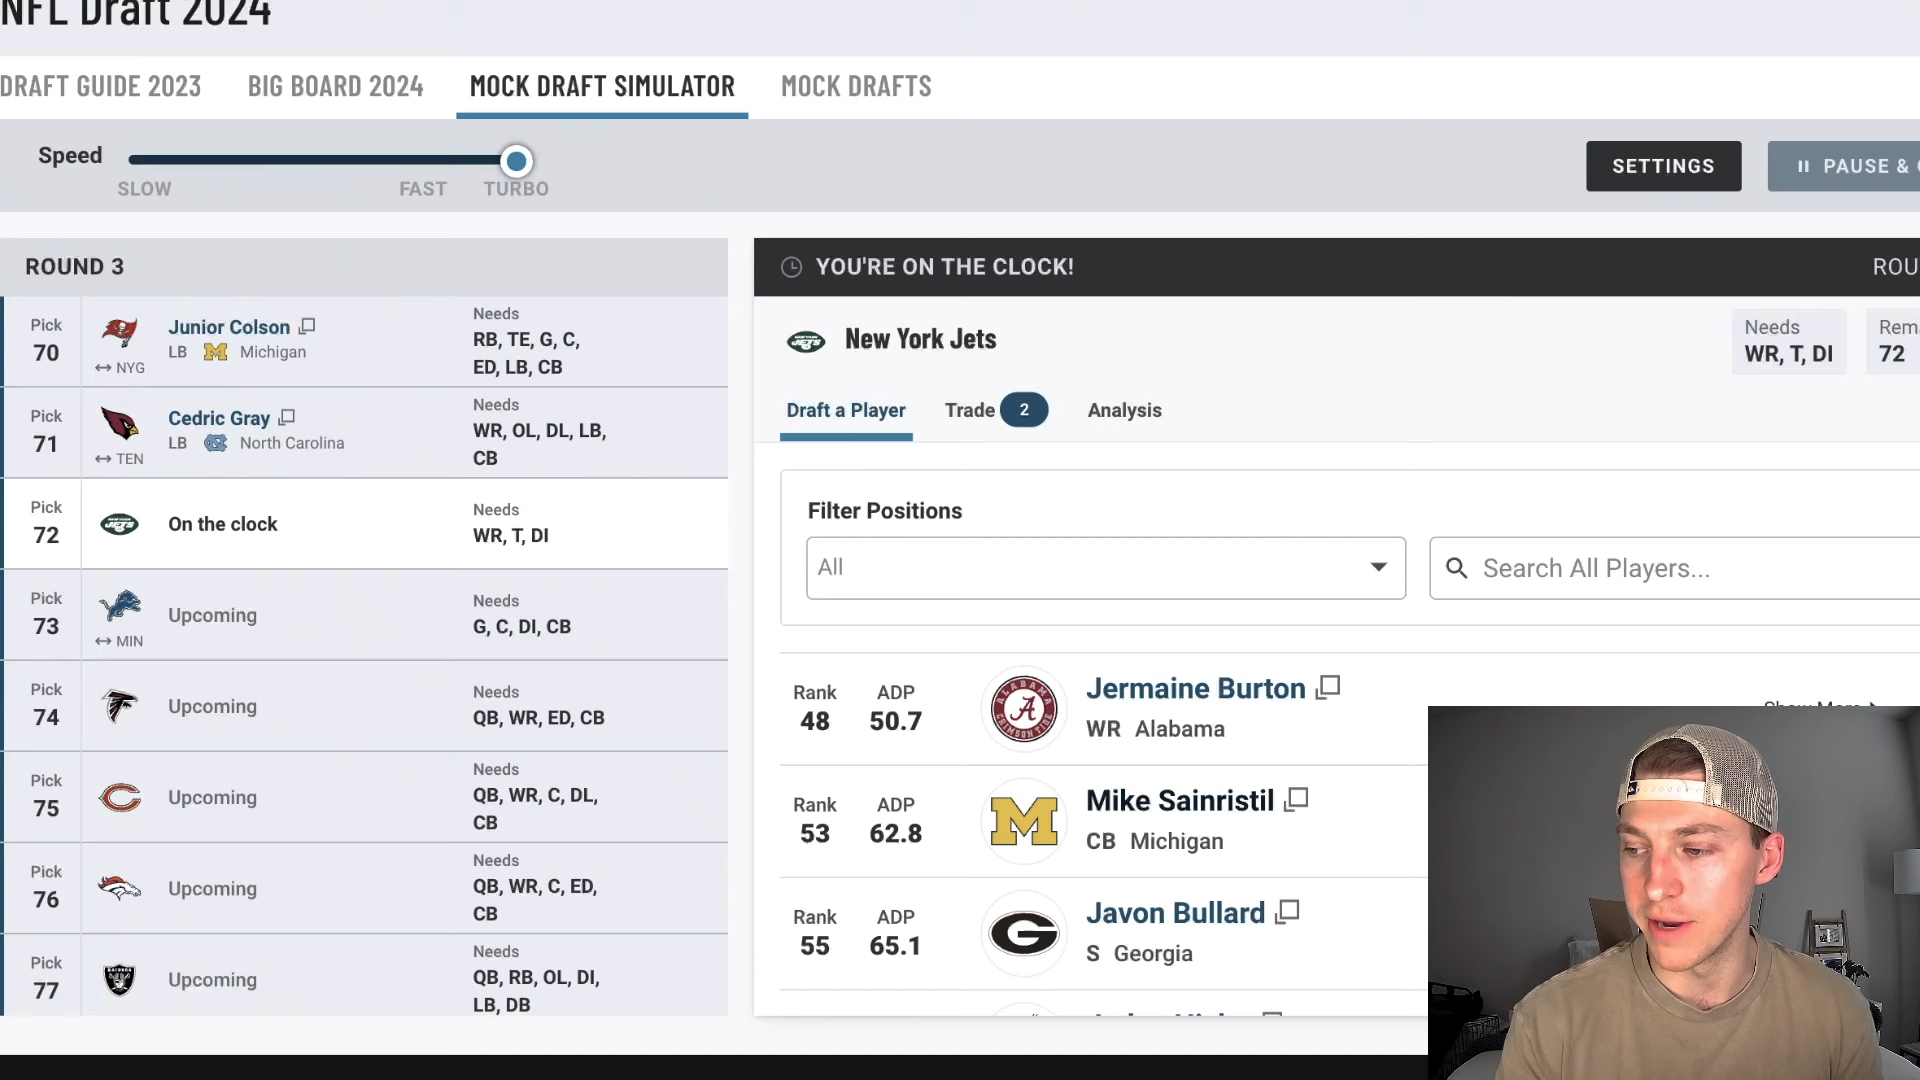 NFL Draft 2024
DRAFT GUIDE 2023
BIG BOARD 2024
MOCK DRAFT SIMULATOR
MOCK DRAFTS
Speed
SLOW
FAST
TURBO
SETTINGS
PAUSE &
ROUND 3
Pick
70
NYG
Junior Colson
LB Michigan
Needs
RB, TE, G, C,
ED, LB, CB
Pick
71
TEN
Cedric Gray
LB North Carolina
Needs
WR, OL, DL, LB,
CB
Pick
72
JETS
On the clock
Needs
WR, T, DI
Pick
73
MIN
Upcoming
Needs
G, C, DI, CB
Pick
74
Upcoming
Needs
QB, WR, ED, CB
Pick
75
Upcoming
Needs
QB, WR, C, DL,
CB
Pick
76
Upcoming
Needs
QB, WR, C, ED,
CB
Pick
77
RAIDERS
Upcoming
Needs
QB, RB, OL, DI,
LB, DB
YOU'RE ON THE CLOCK!
ROU
JETS
New York Jets
Needs
WR, T, DI
Rem
72
Draft a Player
Trade 2
Analysis
Filter Positions
All
Search All Players...
Rank
48
ADP
50.7
Jermaine Burton
WR Alabama
Rank
53
ADP
62.8
Mike Sainristil
CB Michigan
Rank
55
ADP
65.1
Javon Bullard
S Georgia